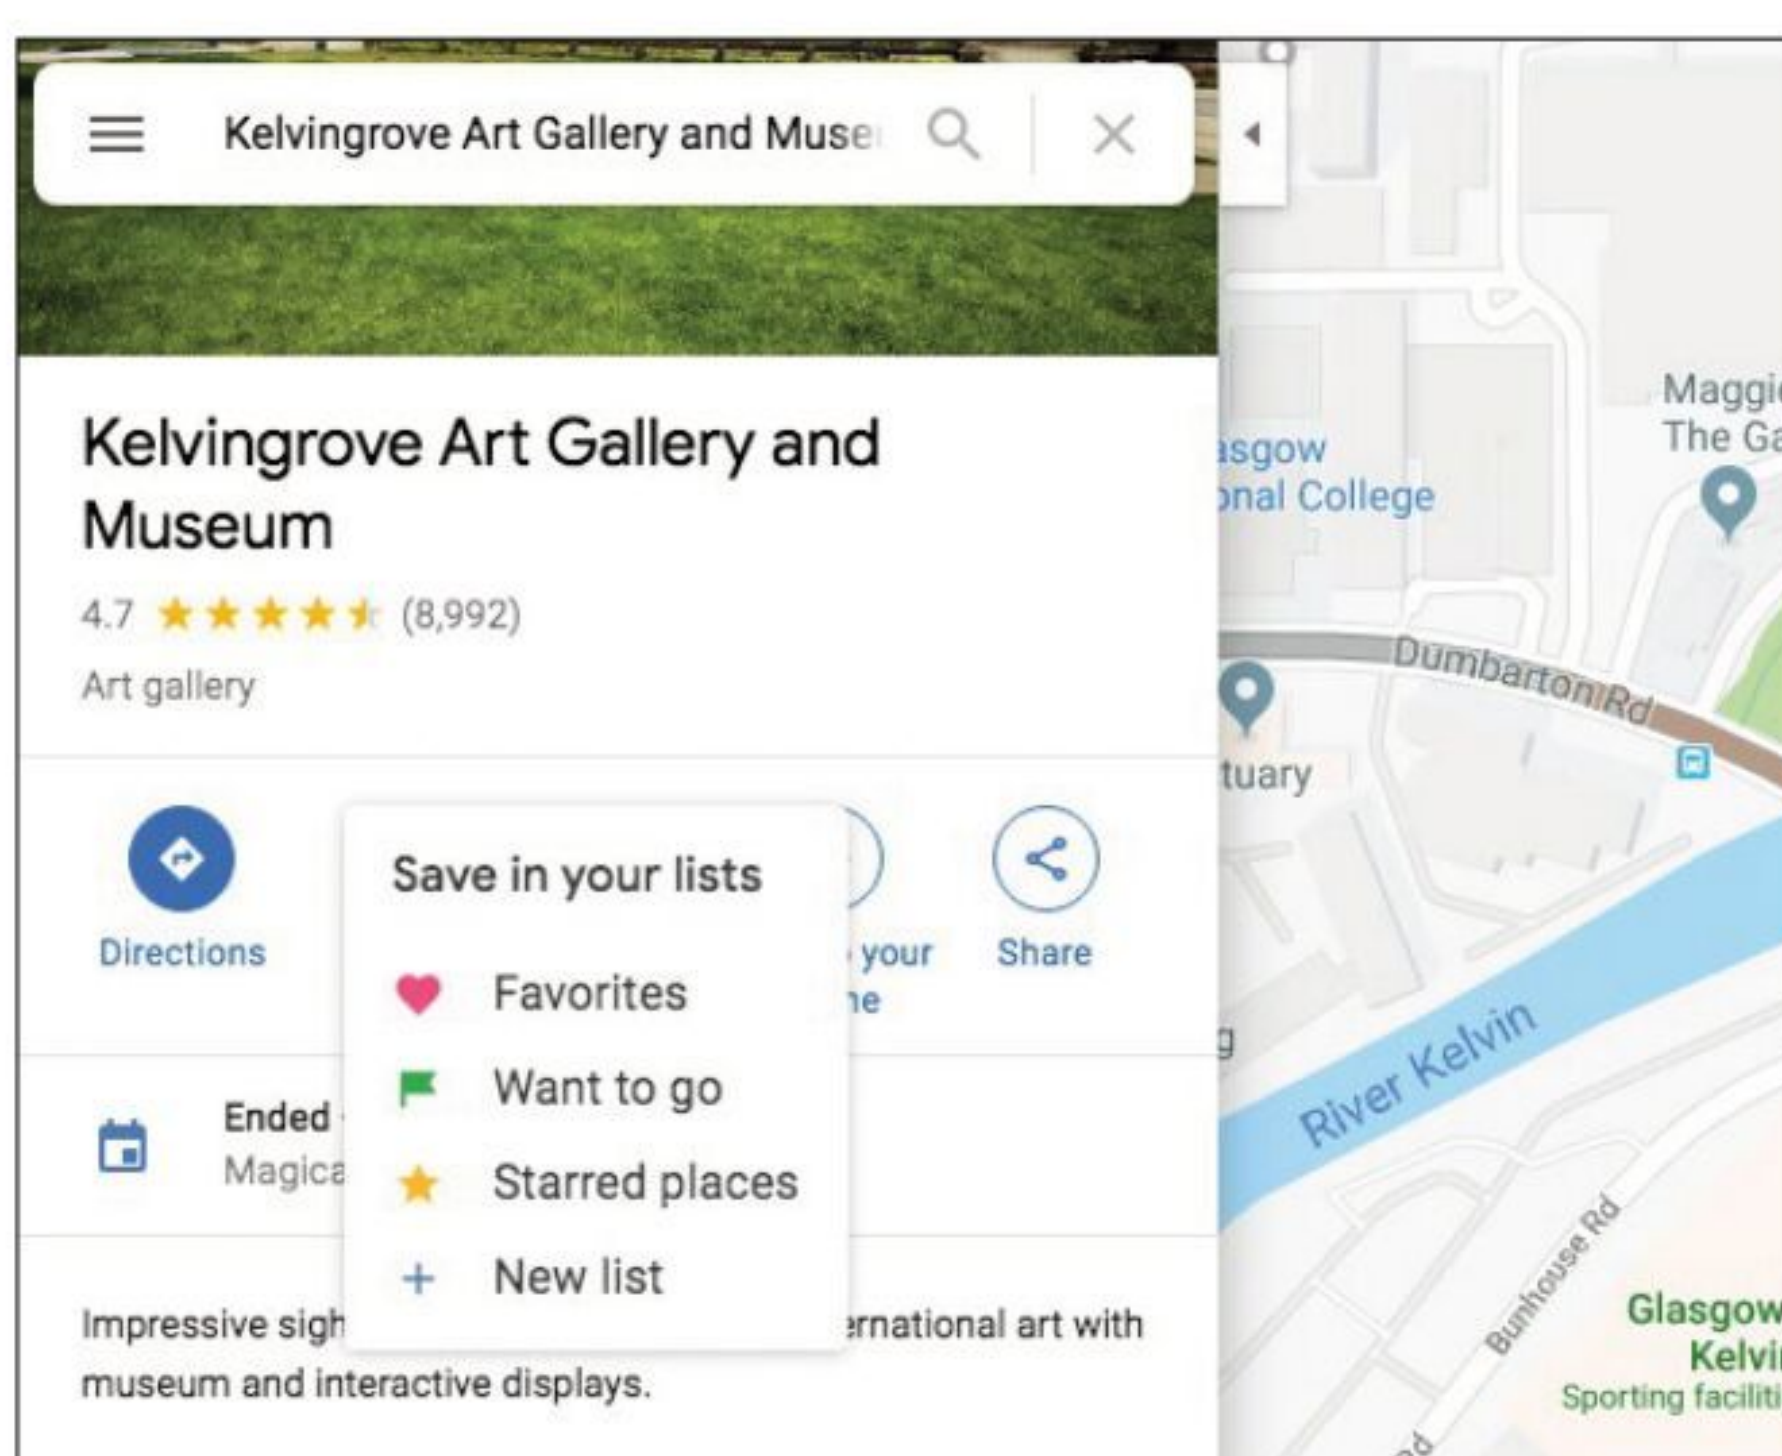 Kelvingrove Art Gallery and Muse
Kelvingrove Art Gallery and
Museum
4.7 (8,992)
Art gallery
Directions
your
Share
Save in your lists
Favorites
Want to go
Starred places
New list
Ended
Magica
Impressive sigh
ernational art with
museum and interactive displays.
asgow
onal College
Maggie
The Ga
Dumbarton Rd
tuary
River Kelvin
Bunhouse Rd
Glasgow
Kelvi
Sporting faciliti